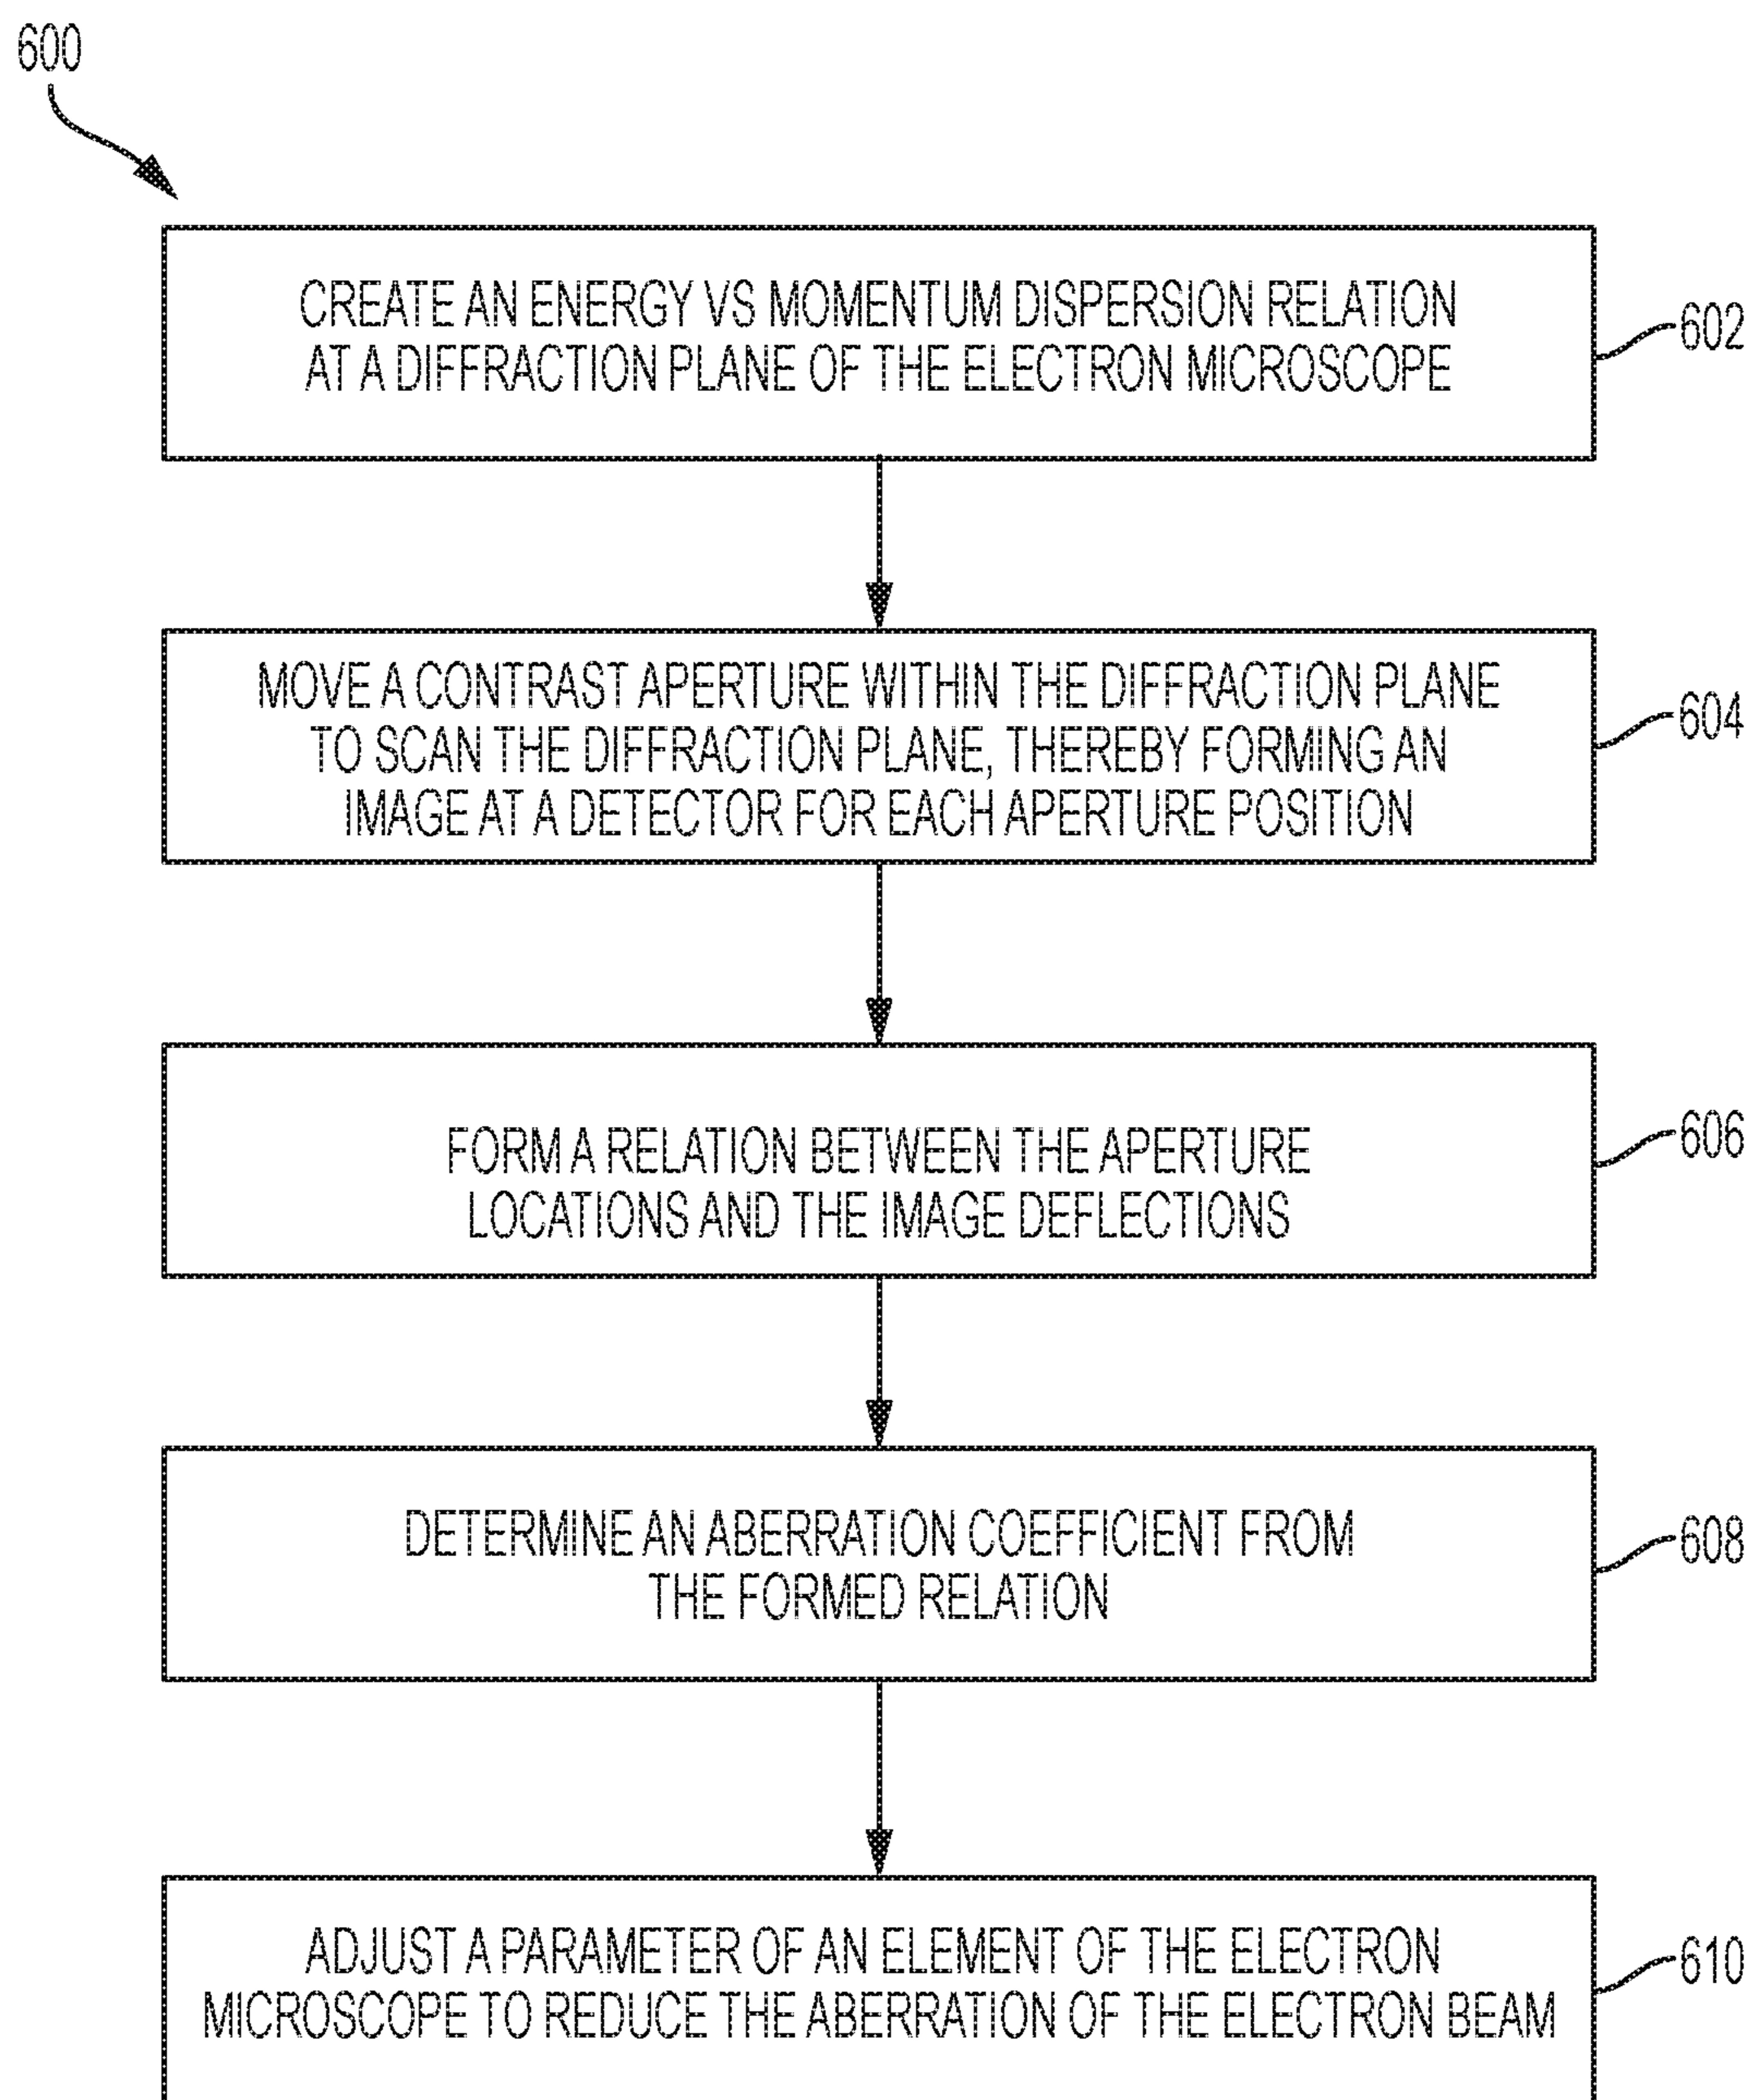 600
CREATE AN ENERGY VS MOMENTUM DISPERSION RELATION
AT A DIFFRACTION PLANE OF THE ELECTRON MICROSCOPE
602
MOVE A CONTRAST APERTURE WITHIN THE DIFFRACTION PLANE
TO SCAN THE DIFFRACTION PLANE, THEREBY FORMING AN
IMAGE AT A DETECTOR FOR EACH APERTURE POSITION
604
FORM A RELATION BETWEEN THE APERTURE
LOCATIONS AND THE IMAGE DEFLECTIONS
606
DETERMINE AN ABERRATION COEFFICIENT FROM
THE FORMED RELATION
608
ADJUST A PARAMETER OF AN ELEMENT OF THE ELECTRON
MICROSCOPE TO REDUCE THE ABERRATION OF THE ELECTRON BEAM
610